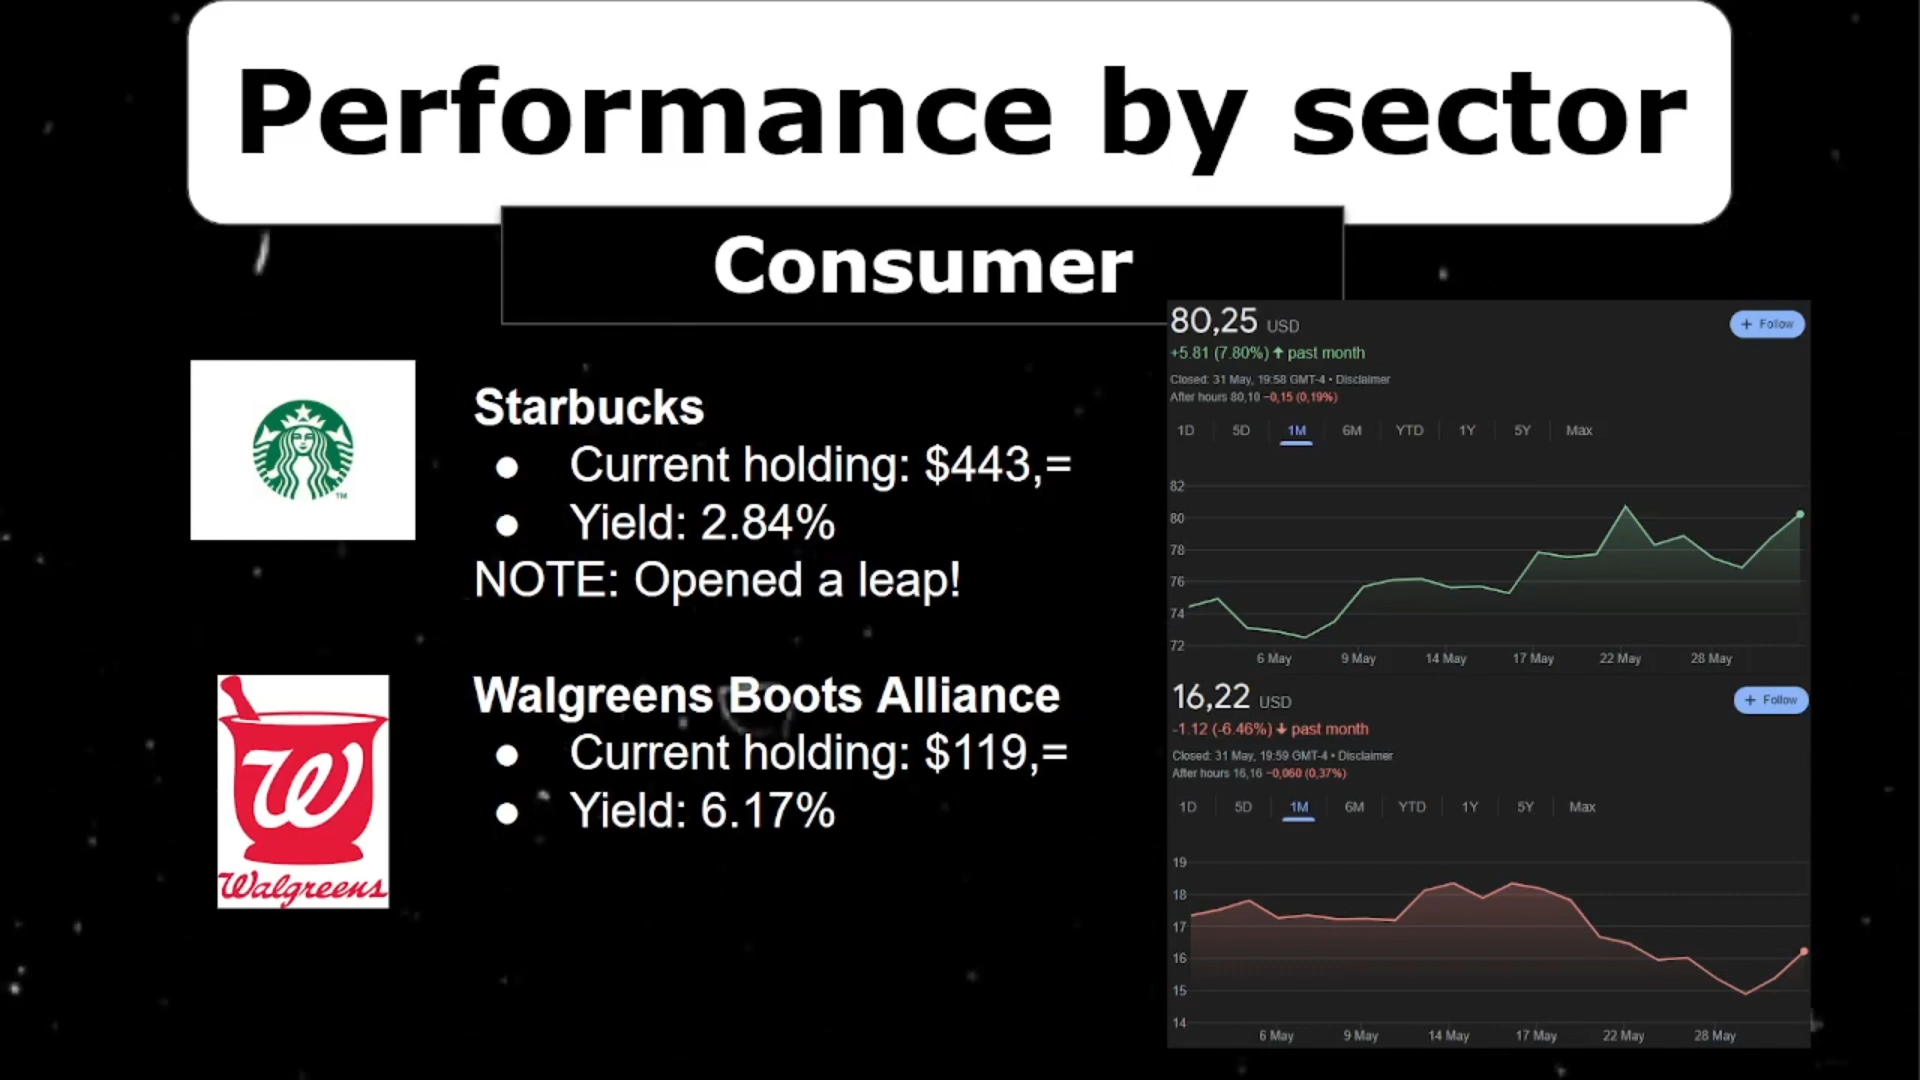 Performance by sector
Consumer
Starbucks
● Current holding: $443,=
● Yield: 2.84%
NOTE: Opened a leap!
TM
Walgreens Boots Alliance
● Current holding: $119,=
● Yield: 6.17%
W
Walgreens
80,25 USD
+ Follow
+5.81 (7.80%) ↑ past month
Closed: 31 May, 19:58 GMT-4 • Disclaimer
After hours 80,10 −0,15 (0,19%)
1D 5D 1M 6M YTD 1Y 5Y Max
82
80
78
76
74
72
6 May 9 May 14 May 17 May 22 May 28 May
16,22 USD
+ Follow
-1.12 (-6.46%) ↓ past month
Closed: 31 May, 19:59 GMT-4 • Disclaimer
After hours 16,16 −0,060 (0,37%)
1D 5D 1M 6M YTD 1Y 5Y Max
19
18
17
16
15
14
6 May 9 May 14 May 17 May 22 May 28 May